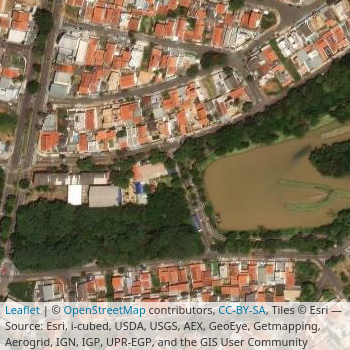 Leaflet | © OpenStreetMap contributors, CC-BY-SA, Tiles © Esri —
Source: Esri, i-cubed, USDA, USGS, AEX, GeoEye, Getmapping,
Aerogrid, IGN, IGP, UPR-EGP, and the GIS User Community